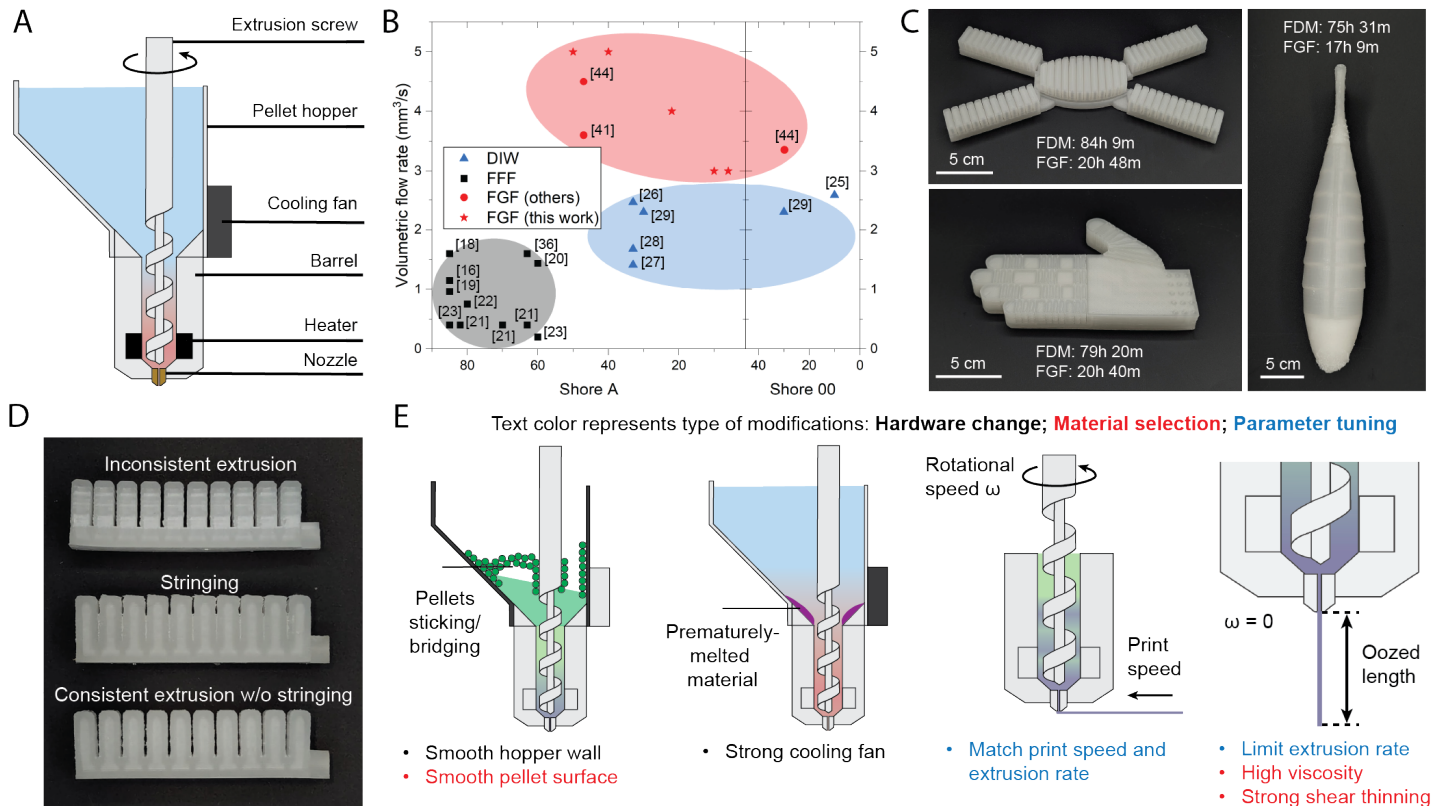 A
Extrusion screw
Pellet hopper
Cooling fan
Barrel
Heater
Nozzle
B
Volumetric flow rate (mm³/s)
5
4
3
2
1
0
5
4
3
2
1
0
80
60
40
20
40
20
0
Shore A
Shore 00
DIW
FFF
FGF (others)
FGF (this work)
[44]
[41]
[44]
[25]
[26]
[29]
[29]
[28]
[27]
[18]
[36]
[20]
[16]
[19]
[22]
[23]
[21]
[21]
[21]
[23]
C
FDM: 84h 9m
FGF: 20h 48m
5 cm
FDM: 79h 20m
FGF: 20h 40m
5 cm
FDM: 75h 31m
FGF: 17h 9m
5 cm
D
Inconsistent extrusion
Stringing
Consistent extrusion w/o stringing
E
Text color represents type of modifications: Hardware change; Material selection; Parameter tuning
Pellets
sticking/
bridging
• Smooth hopper wall
• Smooth pellet surface
Prematurely-
melted
material
• Strong cooling fan
Rotational
speed ω
Print
speed
• Match print speed and
extrusion rate
ω = 0
Oozed
length
• Limit extrusion rate
• High viscosity
• Strong shear thinning